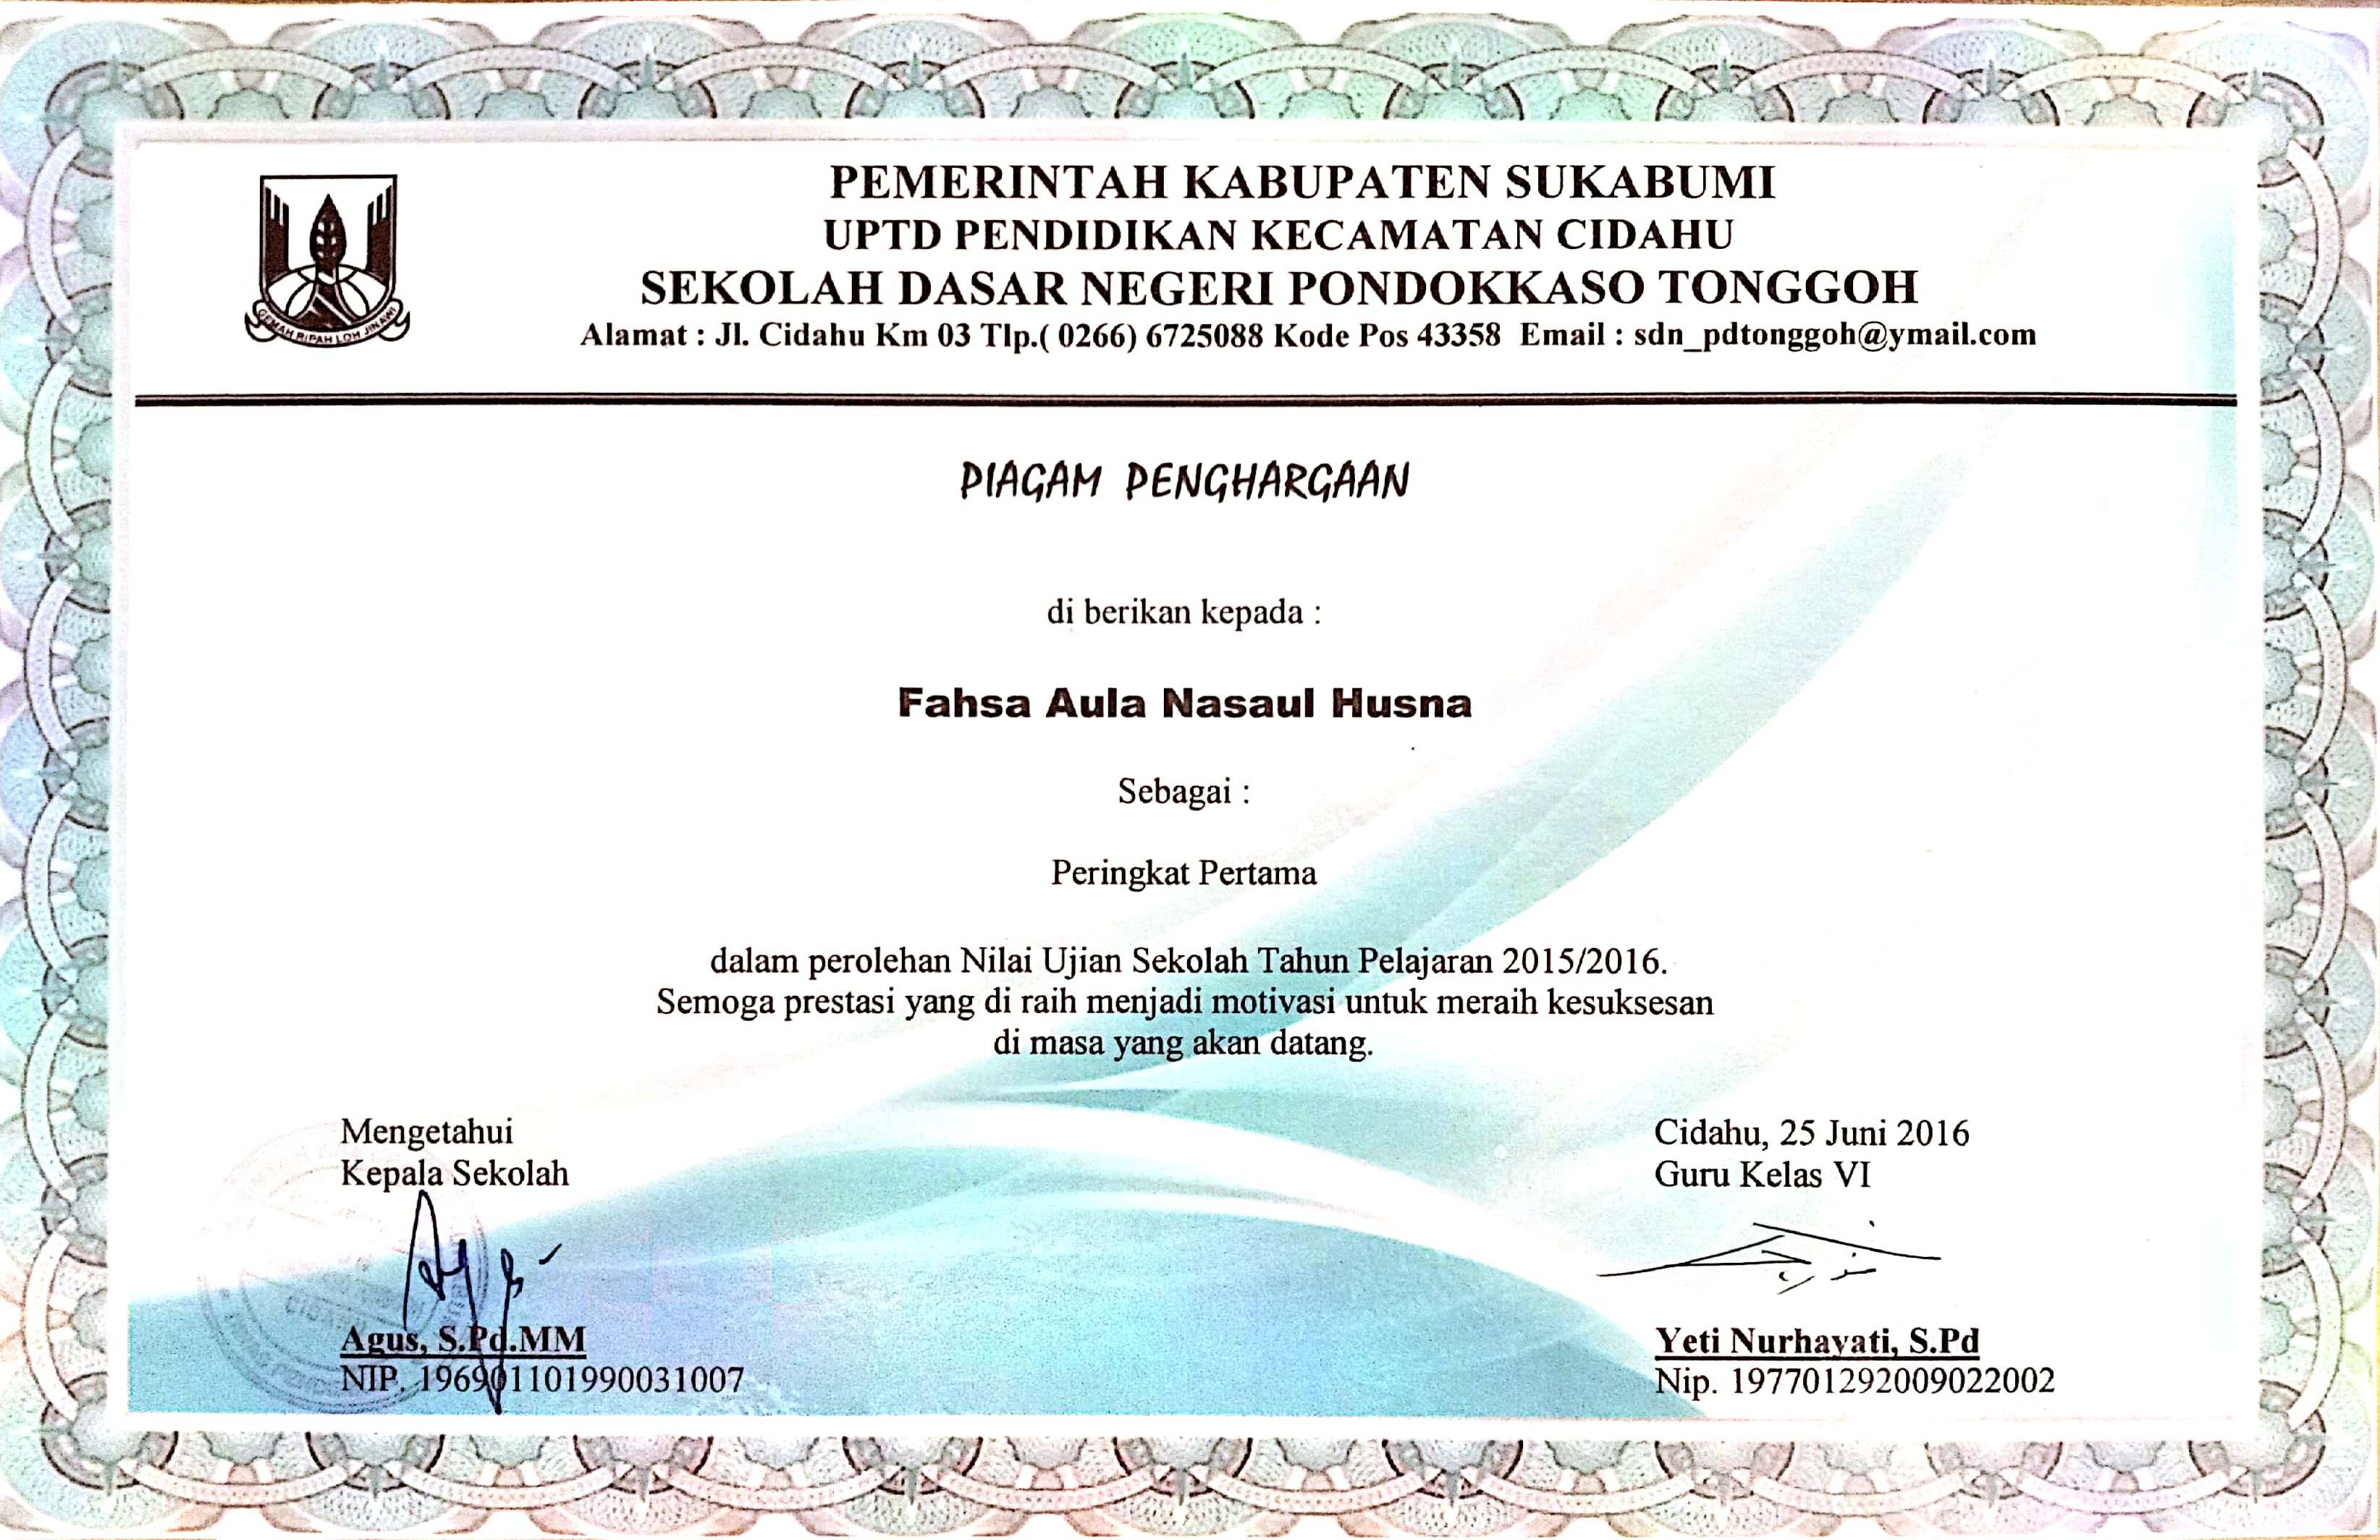 PEMERINTAH KABUPATEN SUKABUMI
UPTD PENDIDIKAN KECAMATAN CIDAHU
SEKOLAH DASAR NEGERI PONDOKKASO TONGGOH
Alamat : Jl. Cidahu Km 03 Tlp.( 0266) 6725088 Kode Pos 43358 Email : sdn_pdtonggoh@ymail.com
GEMAH RIPAH LOH JINAWI
PIAGAM PENGHARGAAN
di berikan kepada :
Fahsa Aula Nasaul Husna
Sebagai :
Peringkat Pertama
dalam perolehan Nilai Ujian Sekolah Tahun Pelajaran 2015/2016.
Semoga prestasi yang di raih menjadi motivasi untuk meraih kesuksesan
di masa yang akan datang.
Mengetahui
Kepala Sekolah
Agus, S.Pd.MM
NIP. 196901101990031007
Cidahu, 25 Juni 2016
Guru Kelas VI
Yeti Nurhayati, S.Pd
Nip. 197701292009022002